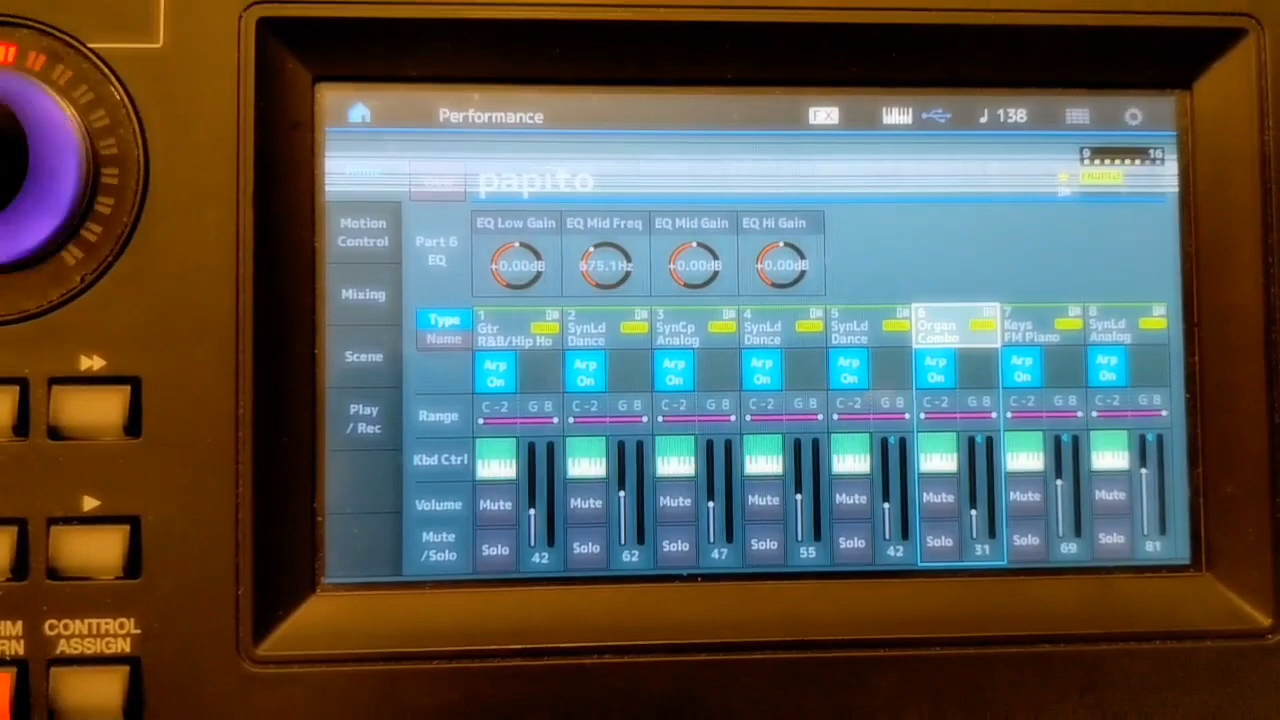 Performance
FX
138
9 16
papito
Motion
Control
Mixing
Scene
Play
/ Rec
Part 6
EQ
EQ Low Gain EQ Mid Freq EQ Mid Gain EQ Hi Gain
+0.00dB 675.1Hz +0.00dB +0.00dB
Type
Name
1 2 3 4 5 6 7 8
Gtr SynLd SynCp SynLd SynLd Organ Keys SynLd
R&B/Hip Ho Dance Analog Dance Dance Combo FM Piano Analog
Arp Arp Arp Arp Arp Arp Arp Arp
On On On On On On On On
Range
C -2 G 8 C -2 G 8 C -2 G 8 C -2 G 8 C -2 G 8 C -2 G 8 C -2 G 8 C -2 G 8
Kbd Ctrl
Volume
Mute Mute Mute Mute Mute Mute Mute Mute
Mute
/Solo
Solo Solo Solo Solo Solo Solo Solo Solo
42 62 47 55 42 31 69 81
CONTROL
ASSIGN